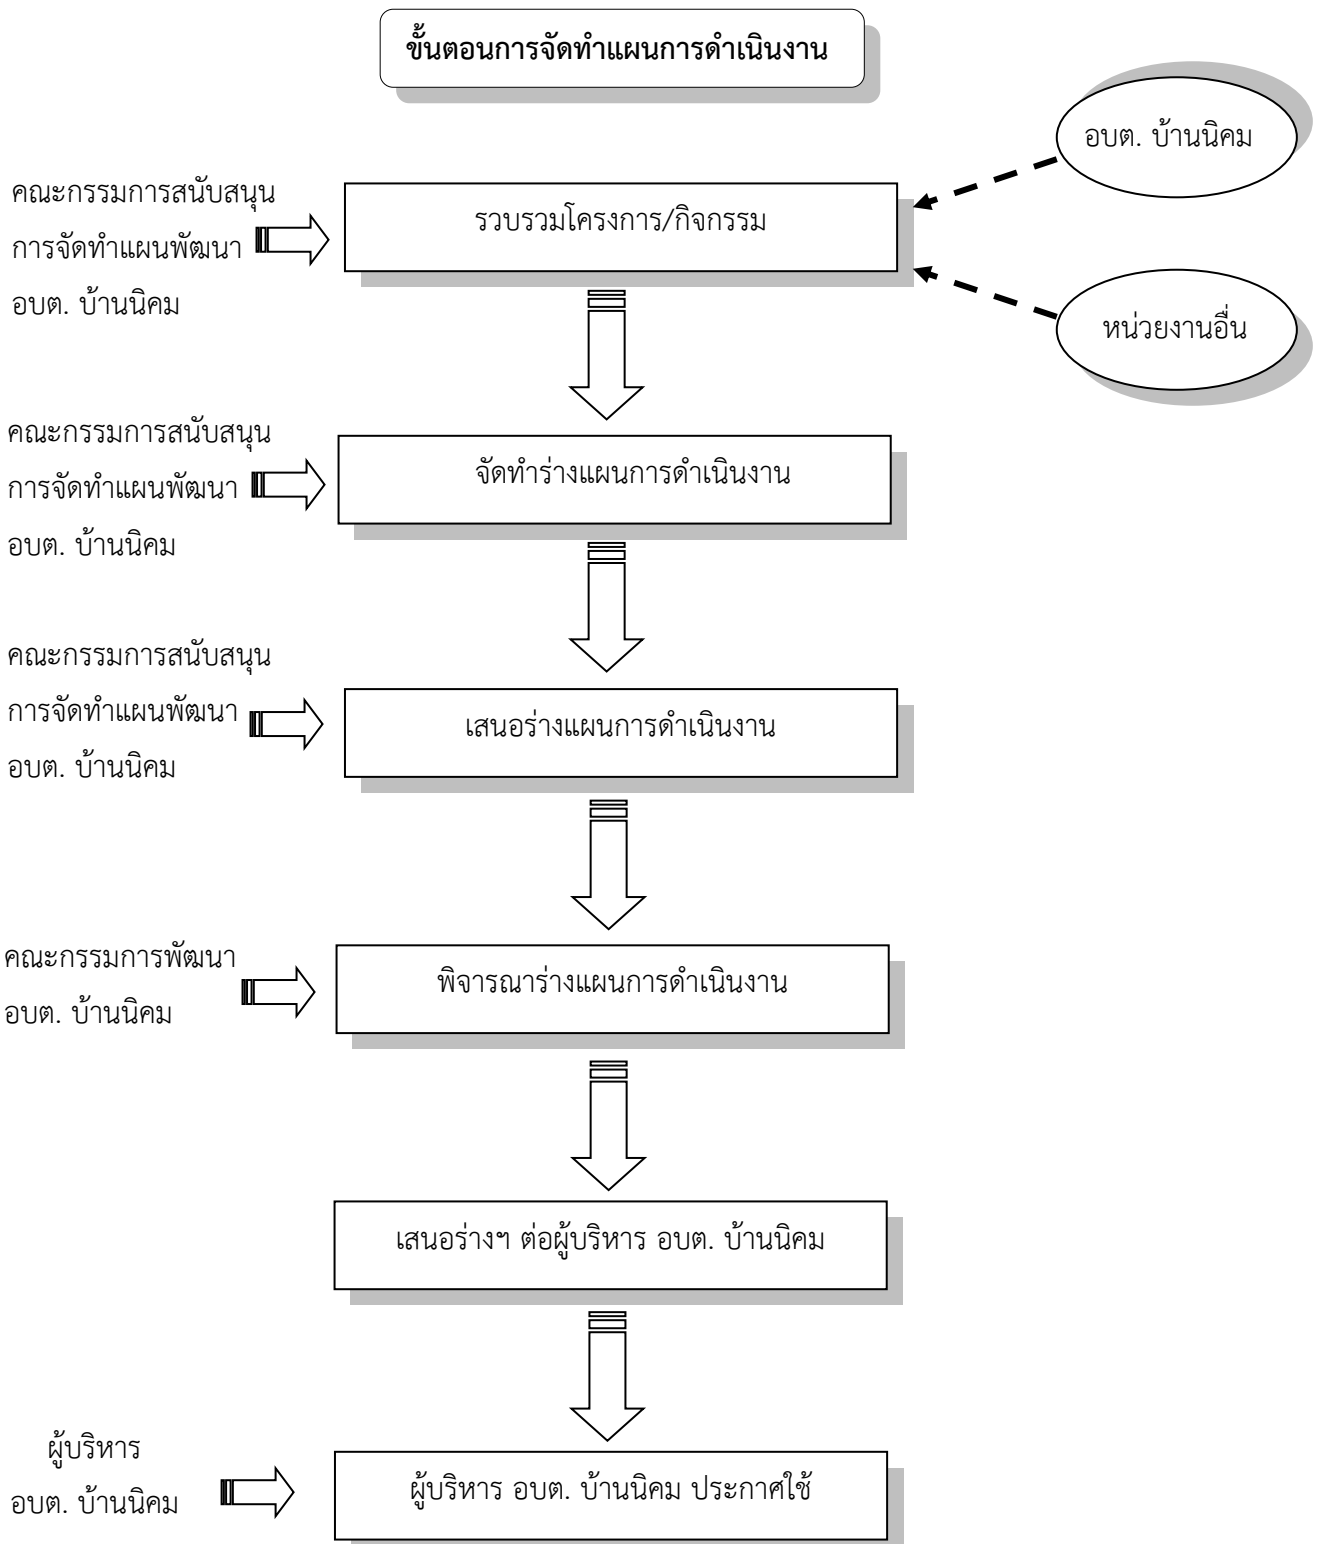 ขั้นตอนการจัดทำแผนการดำเนินงาน
อบต. บ้านนิคม
คณะกรรมการสนับสนุน
การจัดทำแผนพัฒนา
อบต. บ้านนิคม
รวบรวมโครงการ/กิจกรรม
หน่วยงานอื่น
คณะกรรมการสนับสนุน
การจัดทำแผนพัฒนา
อบต. บ้านนิคม
จัดทำร่างแผนการดำเนินงาน
คณะกรรมการสนับสนุน
การจัดทำแผนพัฒนา
อบต. บ้านนิคม
เสนอร่างแผนการดำเนินงาน
คณะกรรมการพัฒนา
อบต. บ้านนิคม
พิจารณาร่างแผนการดำเนินงาน
เสนอร่างฯ ต่อผู้บริหาร อบต. บ้านนิคม
ผู้บริหาร
อบต. บ้านนิคม
ผู้บริหาร อบต. บ้านนิคม ประกาศใช้